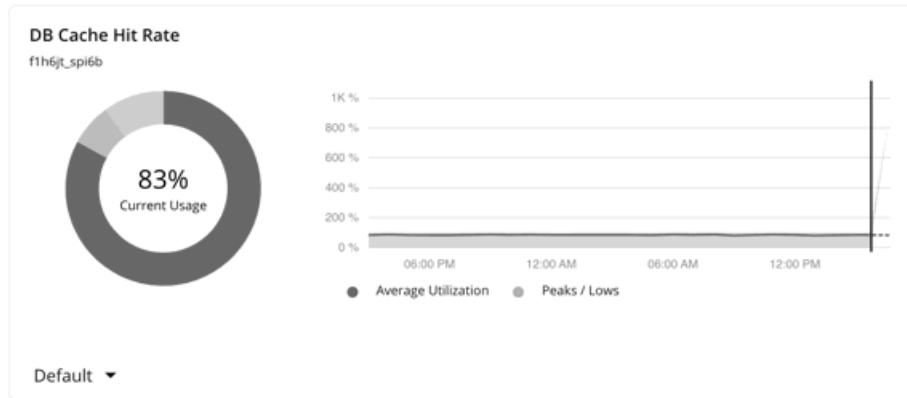 DB Cache Hit Rate
f1h6jt_spi6b
83%
Current Usage
1K %
800 %
600 %
400 %
200 %
0 %
06:00 PM 12:00 AM 06:00 AM 12:00 PM
Average Utilization Peaks / Lows
Default